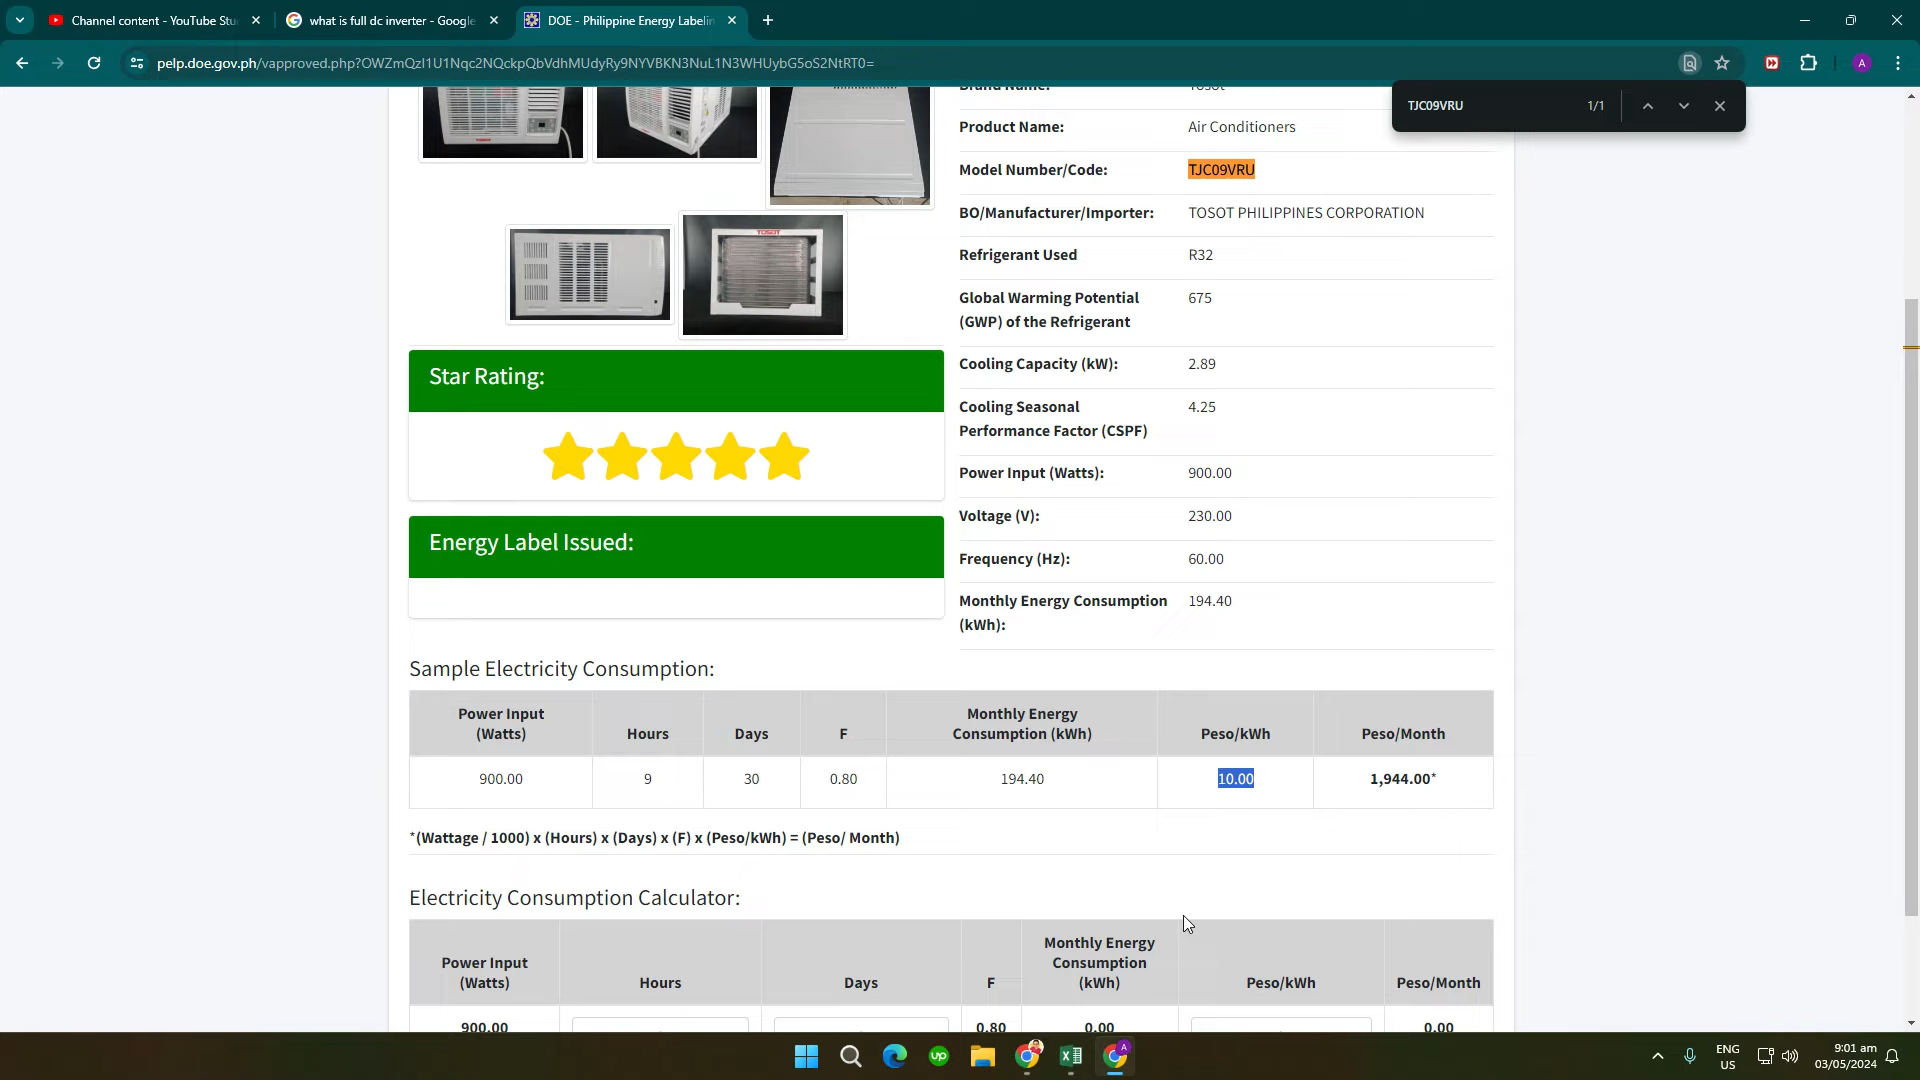 Channel content - YouTube Stu
what is full dc inverter - Google
DOE - Philippine Energy Labelin
pelp.doe.gov.ph/vapproved.php?OWZmQzI1U1Nqc2NQckpQbVdhMUdyRy9NYVBKN3NuL1N3WHUybG5oS2NtRT0=
A
TJC09VRU
1/1
Brand Name:
Tosot
Product Name:
Air Conditioners
Model Number/Code:
TJC09VRU
BO/Manufacturer/Importer:
TOSOT PHILIPPINES CORPORATION
Refrigerant Used
R32
Global Warming Potential
(GWP) of the Refrigerant
675
Cooling Capacity (kW):
2.89
Cooling Seasonal
Performance Factor (CSPF)
4.25
Power Input (Watts):
900.00
Voltage (V):
230.00
Frequency (Hz):
60.00
Monthly Energy Consumption
(kWh):
194.40
TOSOT
Star Rating:
Energy Label Issued:
Sample Electricity Consumption:
Power Input
(Watts)
Hours
Days
F
Monthly Energy
Consumption (kWh)
Peso/kWh
Peso/Month
900.00
9
30
0.80
194.40
10.00
1,944.00*
*(Wattage / 1000) x (Hours) x (Days) x (F) x (Peso/kWh) = (Peso/ Month)
Electricity Consumption Calculator:
Power Input
(Watts)
Hours
Days
F
Monthly Energy
Consumption
(kWh)
Peso/kWh
Peso/Month
900.00
0.80
0.00
0.00
up
A
ENG
US
9:01 am
03/05/2024